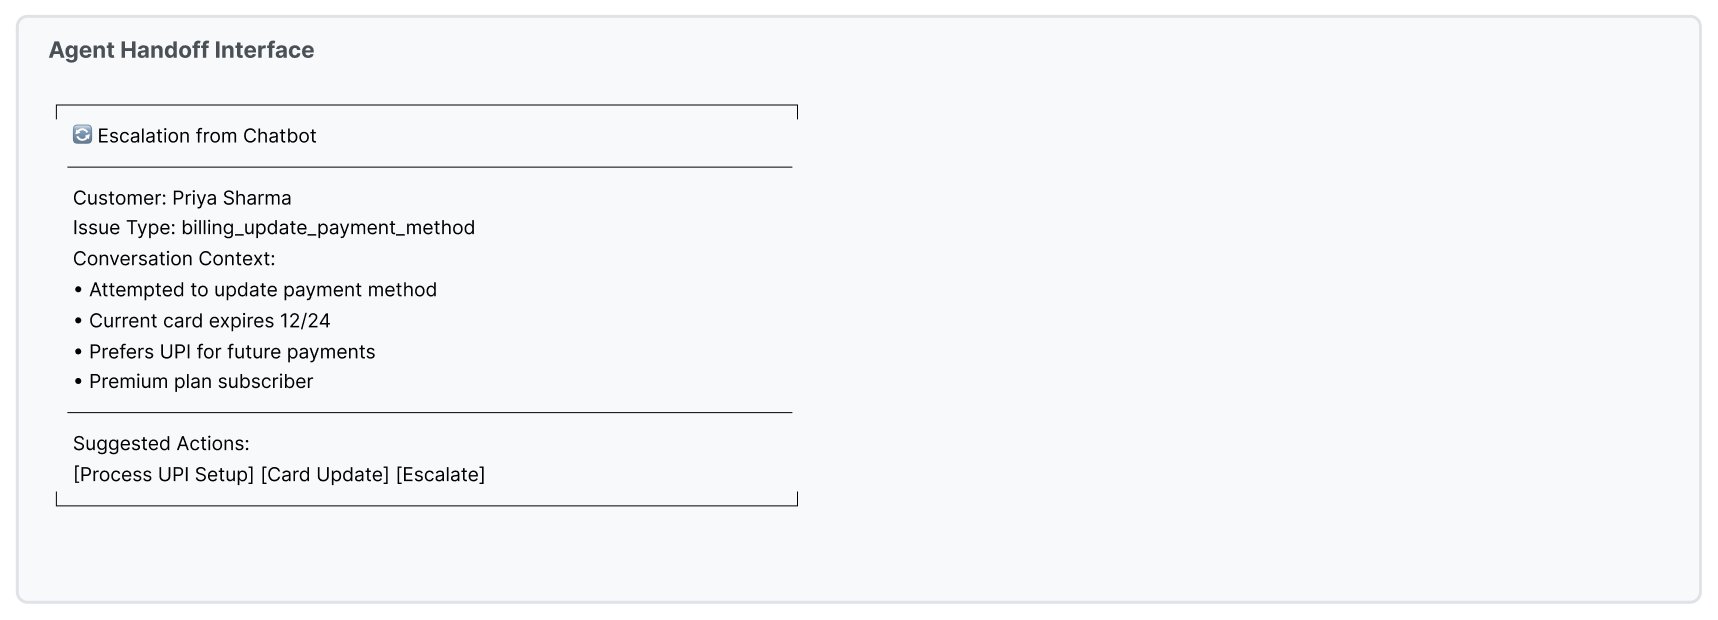 Agent Handoff Interface
🔄 Escalation from Chatbot
Customer: Priya Sharma
Issue Type: billing_update_payment_method
Conversation Context:
• Attempted to update payment method
• Current card expires 12/24
• Prefers UPI for future payments
• Premium plan subscriber
Suggested Actions:
[Process UPI Setup] [Card Update] [Escalate]